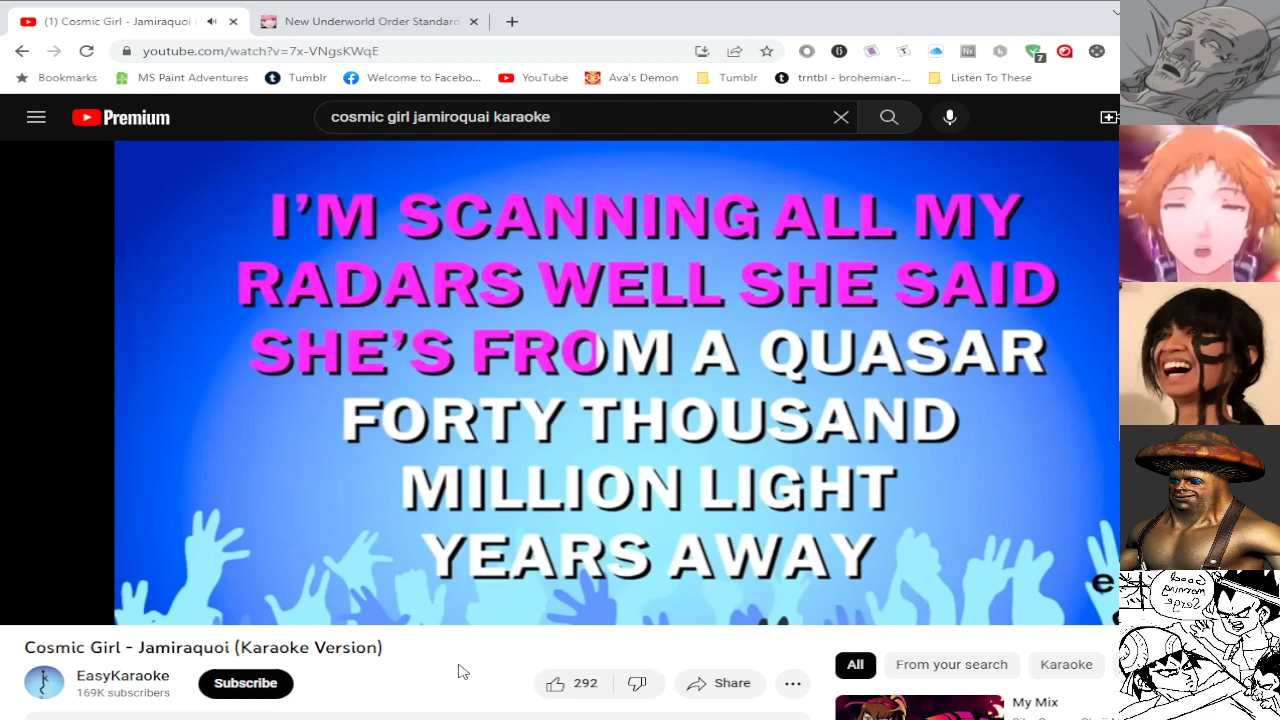 (1) Cosmic Girl - Jamiraquoi (
New Underworld Order Standard
youtube.com/watch?v=7x-VNgsKWqE
7
Bookmarks
MS Paint Adventures
Tumblr
Welcome to Facebo...
YouTube
Ava's Demon
Tumblr
trntbl - brohemian-...
Listen To These
Premium
cosmic girl jamiroquai karaoke
I'M SCANNING ALL MY
RADARS WELL SHE SAID
SHE'S FROM A QUASAR
FORTY THOUSAND
MILLION LIGHT
YEARS AWAY
e
Cosmic Girl - Jamiraquoi (Karaoke Version)
EasyKaraoke
169K subscribers
Subscribe
292
Share
All
From your search
Karaoke
My Mix